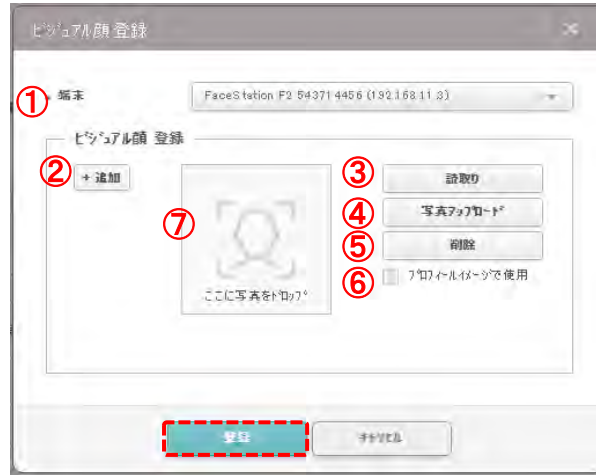 ビジュアル顔 登録
① 端末 FaceStation F2 543714456 (192.168.11.3)
ビジュアル顔 登録
② + 追加
③ 読取り
④ 写真アップロード
⑤ 削除
⑥ プロフィールイメージで使用
⑦
ここに写真をドロップ
登録
キャンセル